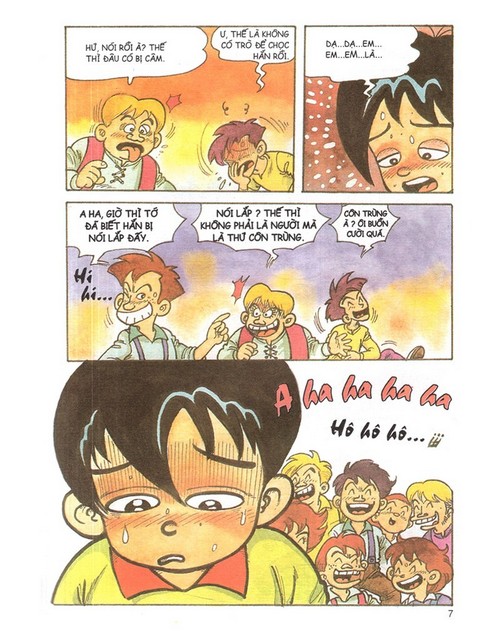 HỨ, NÓI RỒI À? THẾ
THÌ ĐÂU CÓ BỊ CÂM.
Ư, THẾ LÀ KHÔNG
CÓ TRÒ ĐỂ CHỌC
HẮN RỒI.
DẠ...DẠ...EM...
EM...EM...LÀ...
A HA, GIỜ THÌ TỚ
ĐÃ BIẾT HẮN BỊ
NÓI LẮP ĐẤY.
NÓI LẮP ? THẾ THÌ
KHÔNG PHẢI LÀ NGƯỜI MÀ
LÀ THỨ CÔN TRÙNG.
CÔN TRÙNG
À ? ÔI BUỒN
CƯỜI QUÁ.
Hi
hí...
A ha ha ha ha
Hô hô hô...
7